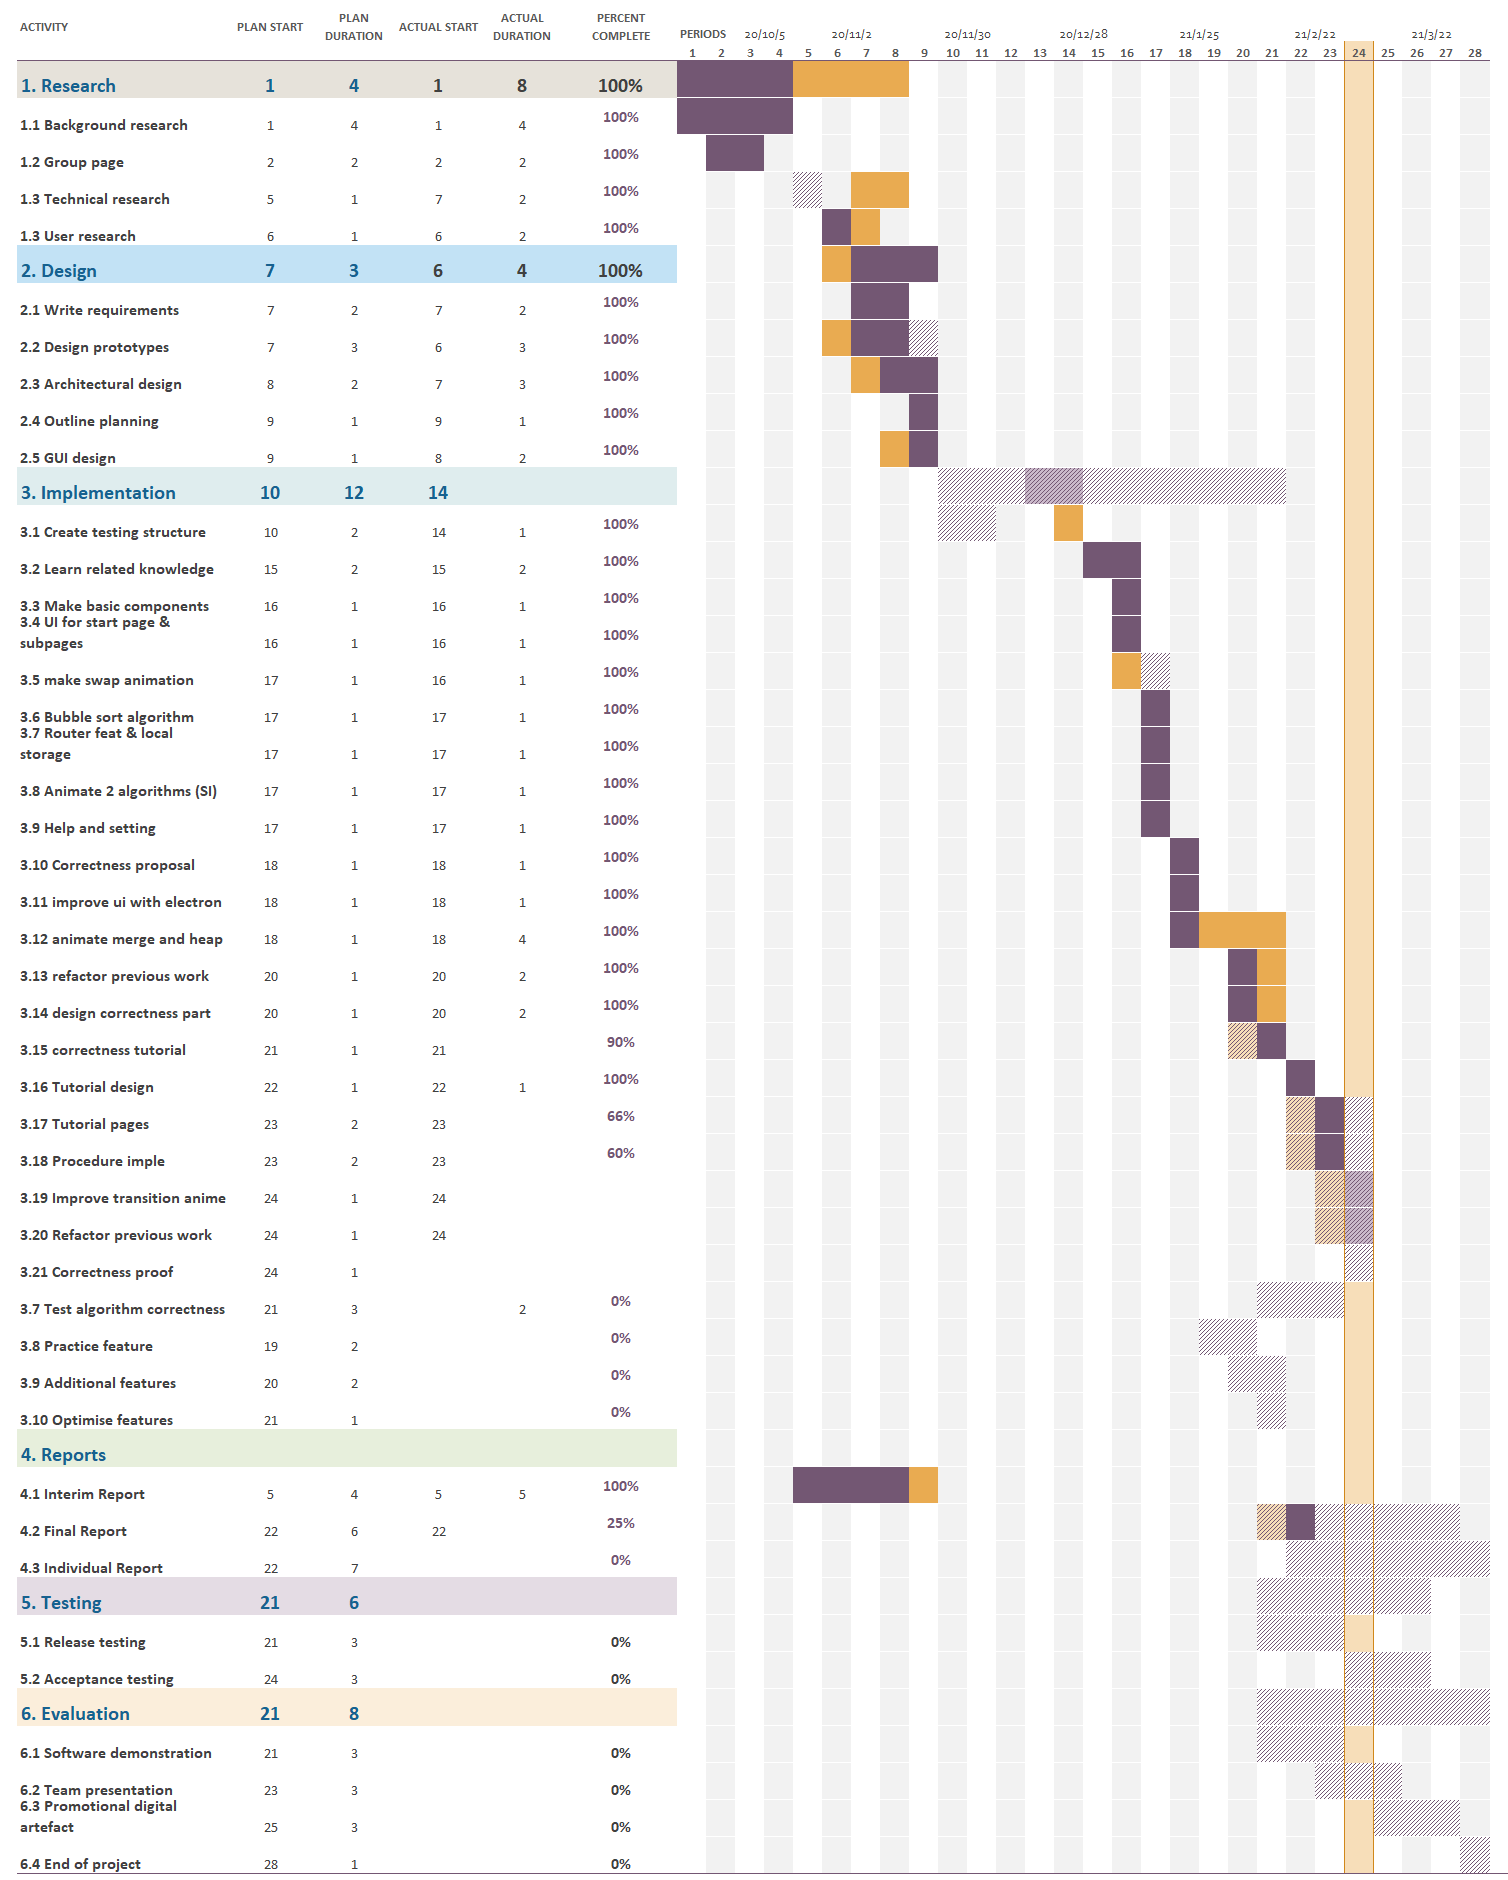 ACTIVITY PLAN START PLAN DURATION ACTUAL START ACTUAL DURATION PERCENT COMPLETE PERIODS 20/10/5 20/11/2 20/11/30 20/12/28 21/1/25 21/2/22 21/3/22
1 2 3 4 5 6 7 8 9 10 11 12 13 14 15 16 17 18 19 20 21 22 23 24 25 26 27 28
1. Research 1 4 1 8 100%
1.1 Background research 1 4 1 4 100%
1.2 Group page 2 2 2 2 100%
1.3 Technical research 5 1 7 2 100%
1.3 User research 6 1 6 2 100%
2. Design 7 3 6 4 100%
2.1 Write requirements 7 2 7 2 100%
2.2 Design prototypes 7 3 6 3 100%
2.3 Architectural design 8 2 7 3 100%
2.4 Outline planning 9 1 9 1 100%
2.5 GUI design 9 1 8 2 100%
3. Implementation 10 12 14
3.1 Create testing structure 10 2 14 1 100%
3.2 Learn related knowledge 15 2 15 2 100%
3.3 Make basic components 16 1 16 1 100%
3.4 UI for start page &
subpages 16 1 16 1 100%
3.5 make swap animation 17 1 16 1 100%
3.6 Bubble sort algorithm 17 1 17 1 100%
3.7 Router feat & local
storage 17 1 17 1 100%
3.8 Animate 2 algorithms (SI) 17 1 17 1 100%
3.9 Help and setting 17 1 17 1 100%
3.10 Correctness proposal 18 1 18 1 100%
3.11 improve ui with electron 18 1 18 1 100%
3.12 animate merge and heap 18 1 18 4 100%
3.13 refactor previous work 20 1 20 2 100%
3.14 design correctness part 20 1 20 2 100%
3.15 correctness tutorial 21 1 21 90%
3.16 Tutorial design 22 1 22 1 100%
3.17 Tutorial pages 23 2 23 66%
3.18 Procedure imple 23 2 23 60%
3.19 Improve transition anime 24 1 24
3.20 Refactor previous work 24 1 24
3.21 Correctness proof 24 1
3.7 Test algorithm correctness 21 3 2 0%
3.8 Practice feature 19 2 0%
3.9 Additional features 20 2 0%
3.10 Optimise features 21 1 0%
4. Reports
4.1 Interim Report 5 4 5 5 100%
4.2 Final Report 22 6 22 25%
4.3 Individual Report 22 7 0%
5. Testing 21 6
5.1 Release testing 21 3 0%
5.2 Acceptance testing 24 3 0%
6. Evaluation 21 8
6.1 Software demonstration 21 3 0%
6.2 Team presentation 23 3 0%
6.3 Promotional digital
artefact 25 3 0%
6.4 End of project 28 1 0%